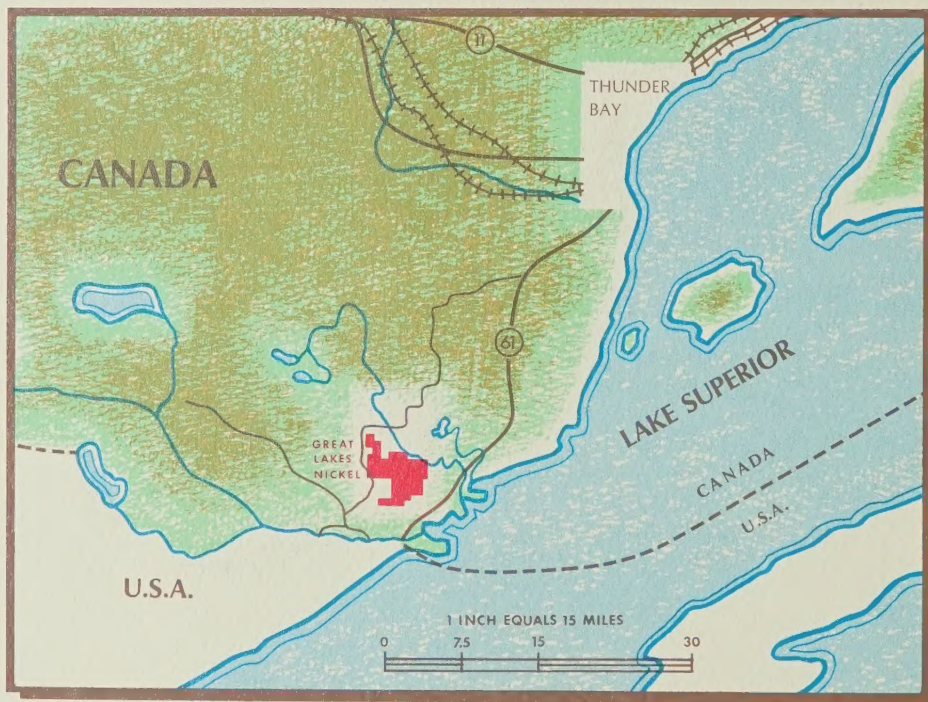 11
THUNDER
BAY
CANADA
61
LAKE SUPERIOR
GREAT
LAKES
NICKEL
CANADA
U.S.A.
U.S.A.
1 INCH EQUALS 15 MILES
0 7.5 15 30